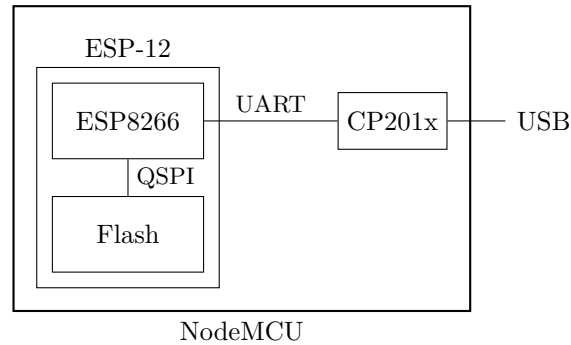 ESP-12
ESP8266
UART
CP201x
USB
QSPI
Flash
NodeMCU